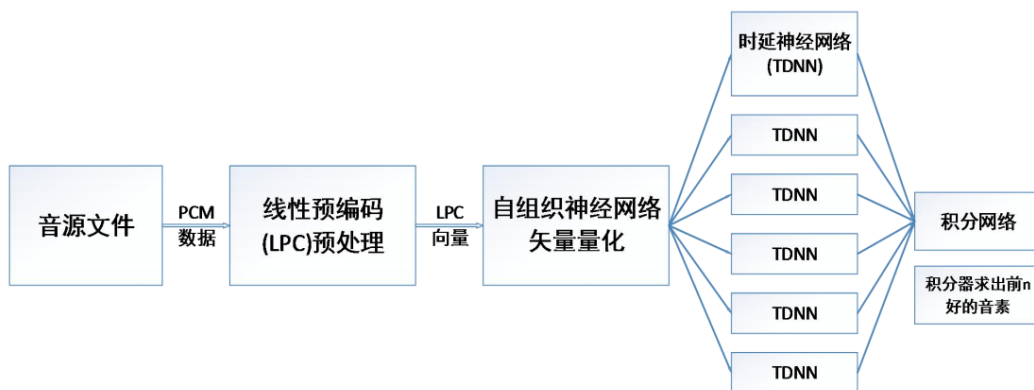 音源文件
PCM
数据
线性预编码
(LPC)预处理
LPC
向量
自组织神经网络
矢量量化
时延神经网络
(TDNN)
TDNN
TDNN
TDNN
TDNN
TDNN
积分网络
积分器求出前n
好的音素